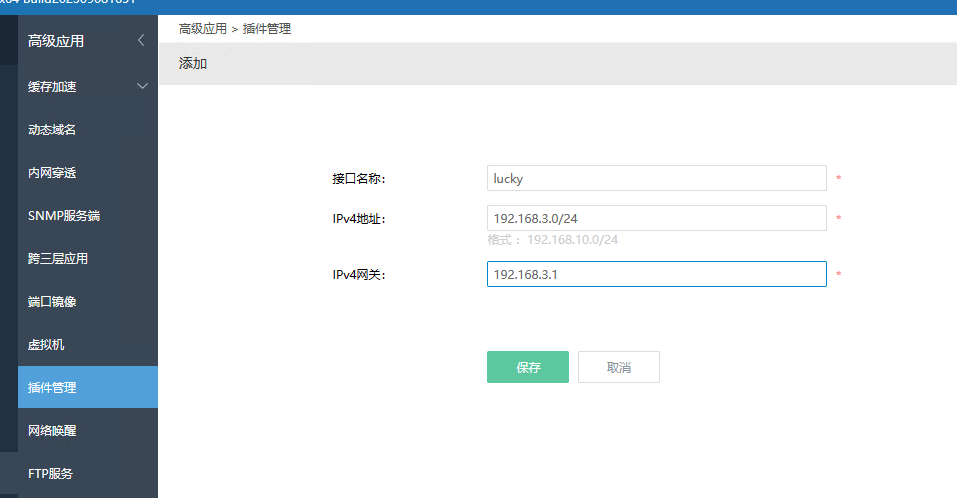 高级应用
缓存加速
动态域名
内网穿透
SNMP服务端
跨三层应用
端口镜像
虚拟机
插件管理
网络唤醒
FTP服务
高级应用 > 插件管理
添加
接口名称: lucky *
IPv4地址: 192.168.3.0/24 *
格式 : 192.168.10.0/24
IPv4网关: 192.168.3.1 *
保存 取消